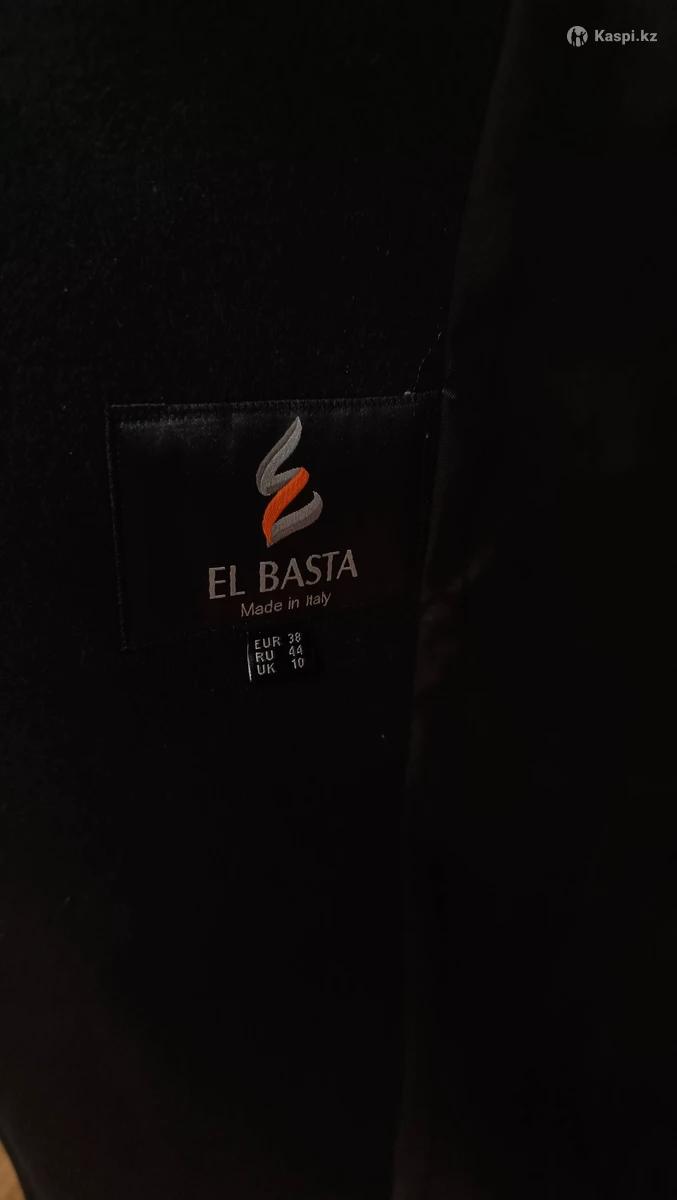 Kaspi.kz
EL BASTA
Made in Italy
EUR 38
RU 44
UK 10